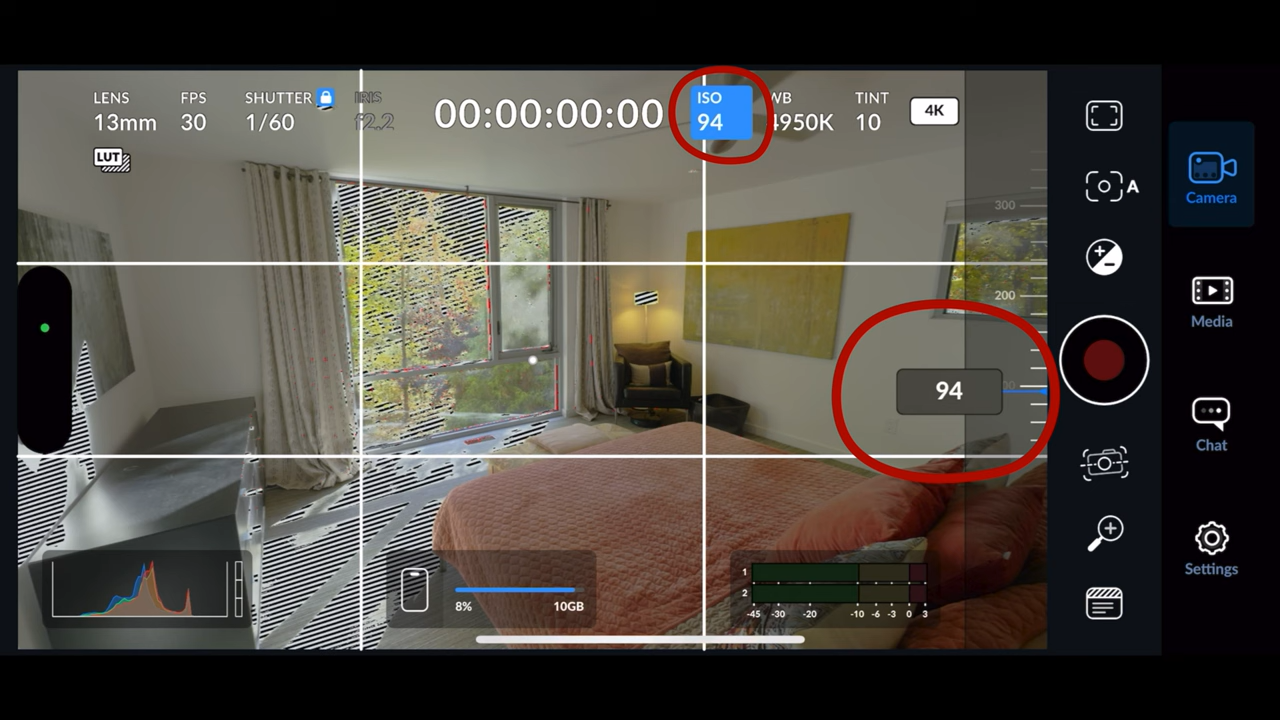 LENS FPS SHUTTER IRIS ISO WB TINT
13mm 30 1/60 f2.2 00:00:00:00 94 4950K 10 4K
LUT
A
Camera
300
200
Media
94
Chat
Settings
8% 10GB
1
2
-45 -30 -20 -10 -6 -3 0 3